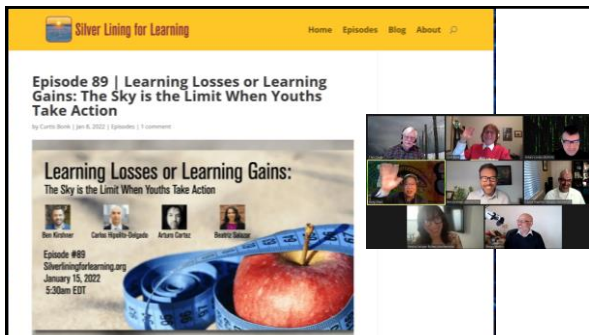 Silver Lining for Learning
Home Episodes Blog About
Episode 89 | Learning Losses or Learning
Gains: The Sky is the Limit When Youths
Take Action
by Curtis Bonk | Jan 8, 2022 | Episodes | 1 comment
Learning Losses or Learning Gains:
The Sky is the Limit When Youths Take Action
Ben Kirshner Carlos Hipolito-Delgado Arturo Cortez Beatriz Salazar
Episode #89
Silverliningforlearning.org
January 15, 2022
5:30am EDT